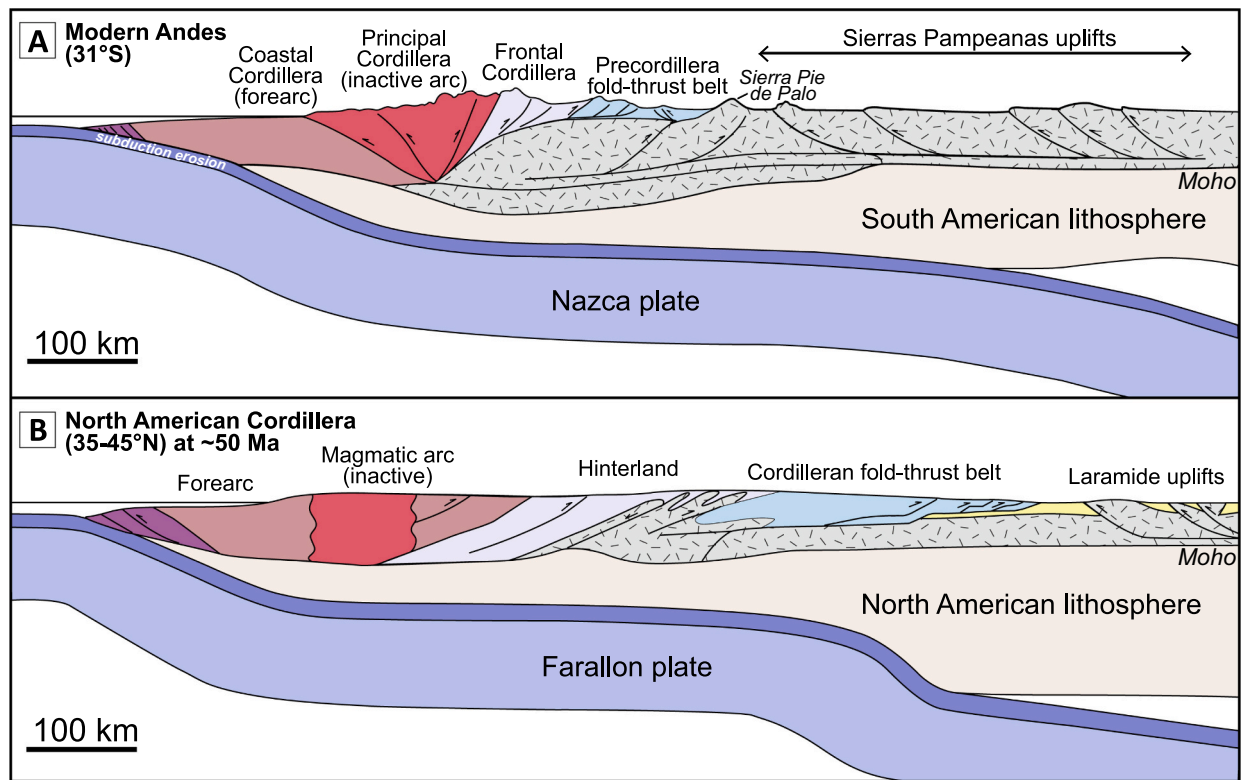 A Modern Andes
(31°S)
Coastal
Cordillera
(forearc)
Principal
Cordillera
(inactive arc)
Frontal
Cordillera
Precordillera
fold-thrust belt
Sierras Pampeanas uplifts
Sierra Pie
de Palo
subduction erosion
Moho
South American lithosphere
Nazca plate
100 km
B North American Cordillera
(35-45°N) at ~50 Ma
Forearc
Magmatic arc
(inactive)
Hinterland
Cordilleran fold-thrust belt
Laramide uplifts
Moho
North American lithosphere
Farallon plate
100 km